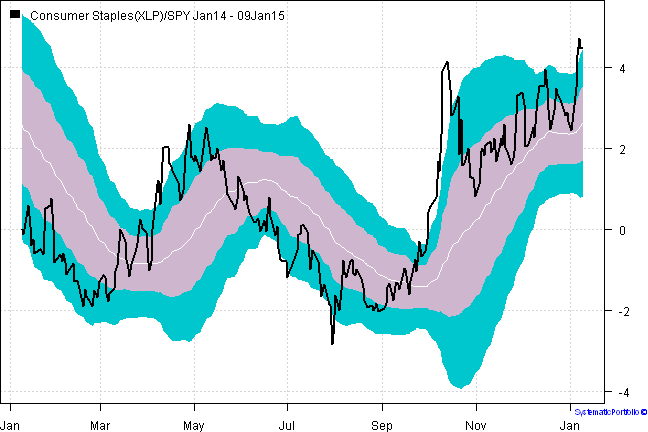 Consumer Staples(XLP)/SPY Jan14 - 09Jan15
4
2
0
-2
-4
SystematicPortfolio ©
Jan Mar May Jul Sep Nov Jan